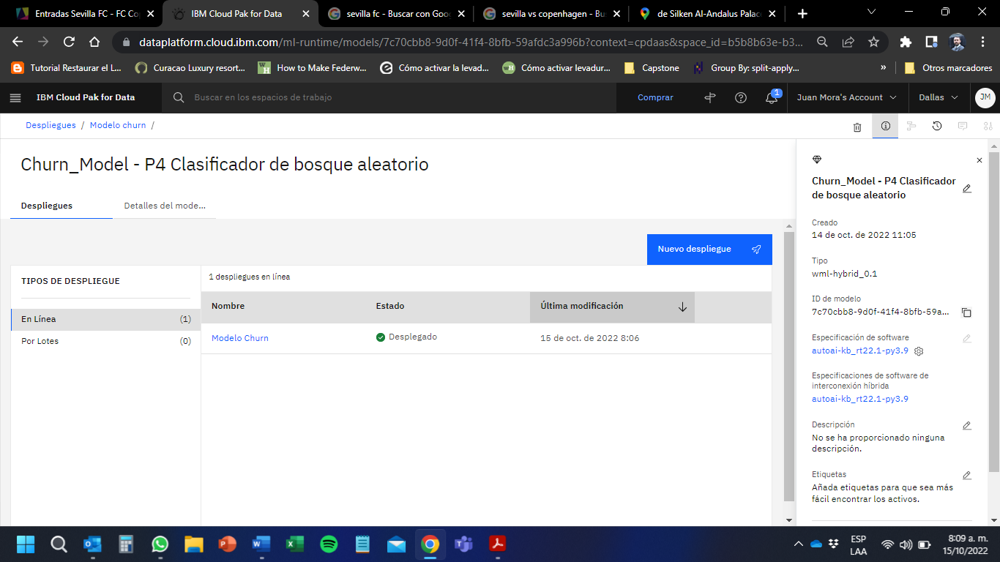 Entradas Sevilla FC - FC Co
IBM Cloud Pak for Data
sevilla fc - Buscar con Goo
sevilla vs copenhagen - Bu
de Silken Al-Andalus Palac
dataplatform.cloud.ibm.com/ml-runtime/models/7c70cbb8-9d0f-41f4-8bfb-59afdc3a996b?context=cpdaas&space_id=b5b8b63e-b3...
Tutorial Restaurar el L...
Curacao Luxury resort...
How to Make Federw...
Cómo activar la levad...
Cómo activar levadur...
Capstone
Group By: split-apply...
»
Otros marcadores
IBM Cloud Pak for Data
Buscar en los espacios de trabajo
Comprar
1
Juan Mora's Account
Dallas
JM
Despliegues / Modelo churn /
Churn_Model - P4 Clasificador de bosque aleatorio
Despliegues
Detalles del mode...
Nuevo despliegue
TIPOS DE DESPLIEGUE
En Línea (1)
Por Lotes (0)
1 despliegues en línea
Nombre Estado Última modificación
Modelo Churn Desplegado 15 de oct. de 2022 8:06
Churn_Model - P4 Clasificador
de bosque aleatorio
Creado
14 de oct. de 2022 11:05
Tipo
wml-hybrid_0.1
ID de modelo
7c70cbb8-9d0f-41f4-8bfb-59a...
Especificación de software
autoai-kb_rt22.1-py3.9
Especificaciones de software de
interconexión híbrida
autoai-kb_rt22.1-py3.9
Descripción
No se ha proporcionado ninguna
descripción.
Etiquetas
Añada etiquetas para que sea más
fácil encontrar los activos.
ESP
LAA
8:09 a. m.
15/10/2022